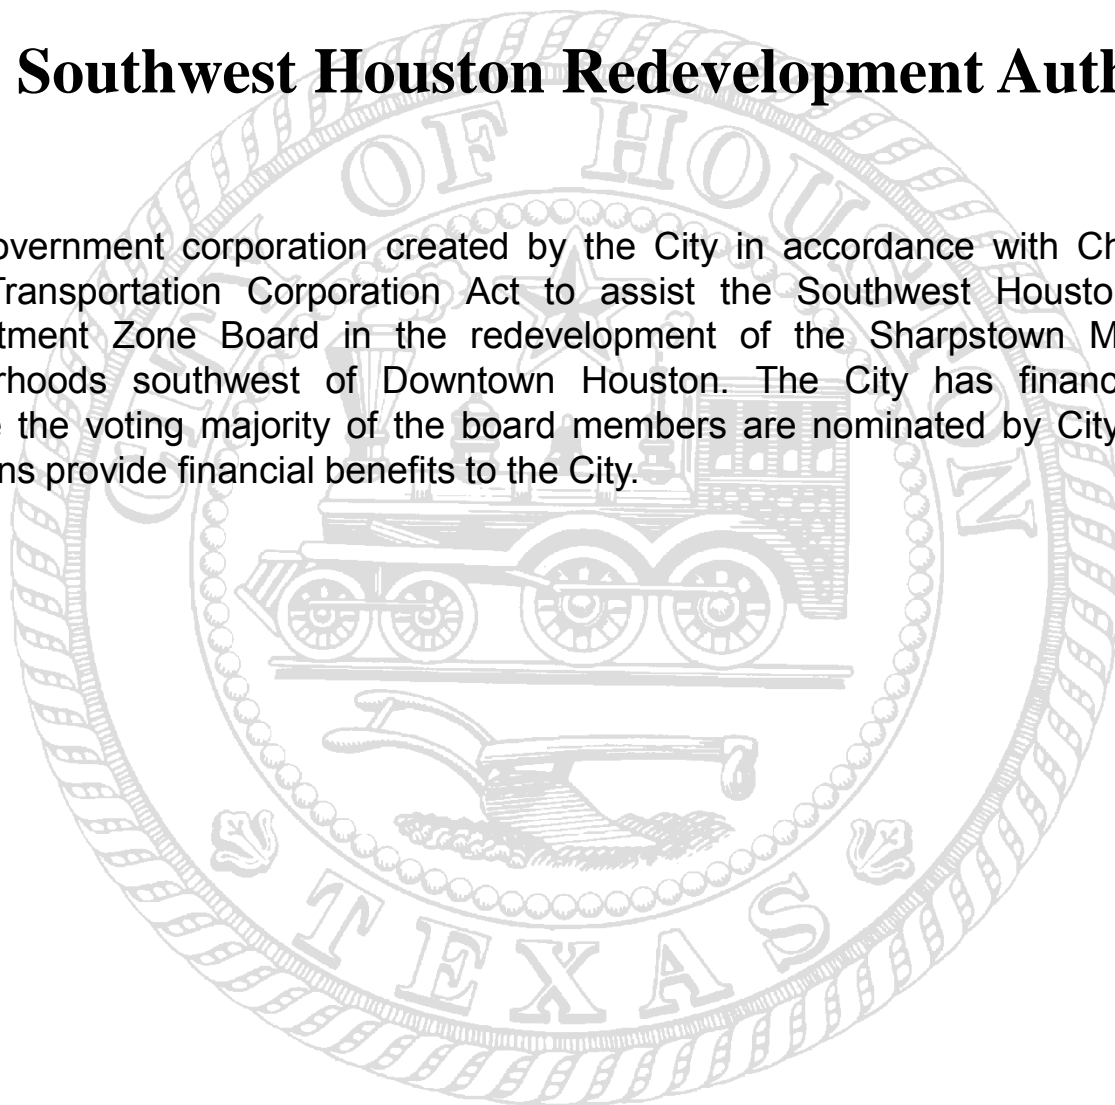 Southwest Houston Redevelopment Auth
overnment corporation created by the City in accordance with Ch
Transportation Corporation Act to assist the Southwest Housto
tment Zone Board in the redevelopment of the Sharpstown M
rhoods southwest of Downtown Houston. The City has financ
the voting majority of the board members are nominated by City
ns provide financial benefits to the City.
CITY OF HOUSTON
TEXAS